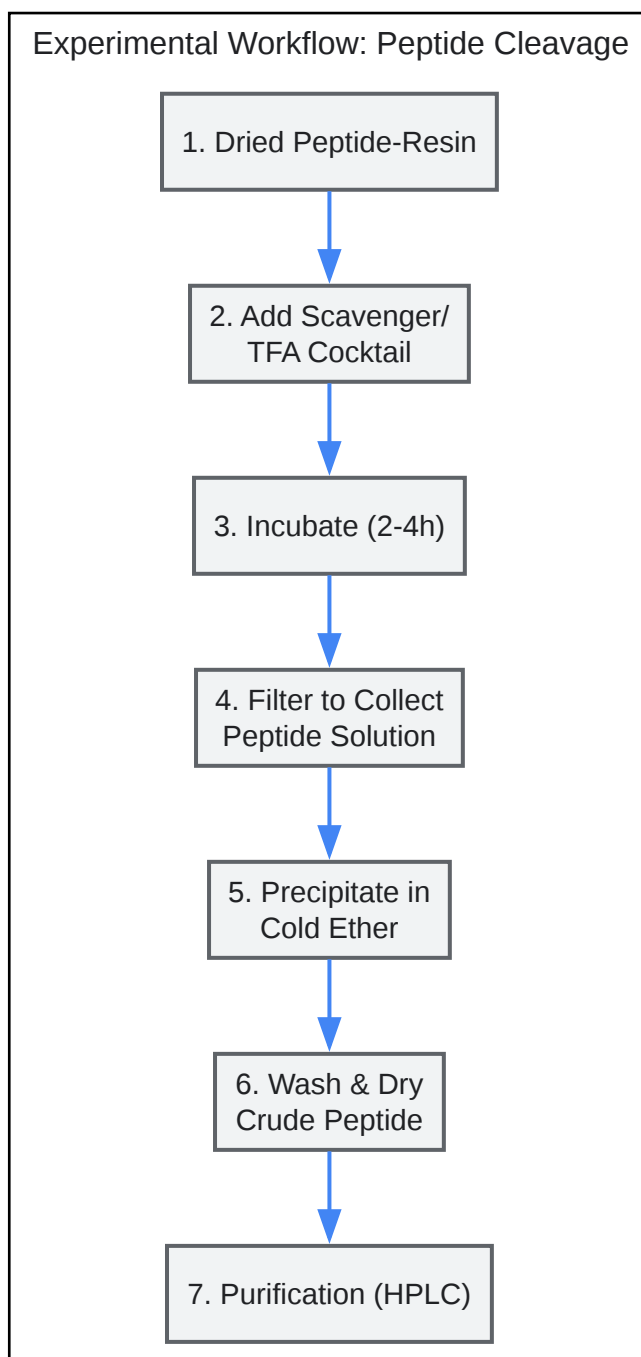 Experimental Workflow: Peptide Cleavage
1. Dried Peptide-Resin
2. Add Scavenger/
TFA Cocktail
3. Incubate (2-4h)
4. Filter to Collect
Peptide Solution
5. Precipitate in
Cold Ether
6. Wash & Dry
Crude Peptide
7. Purification (HPLC)